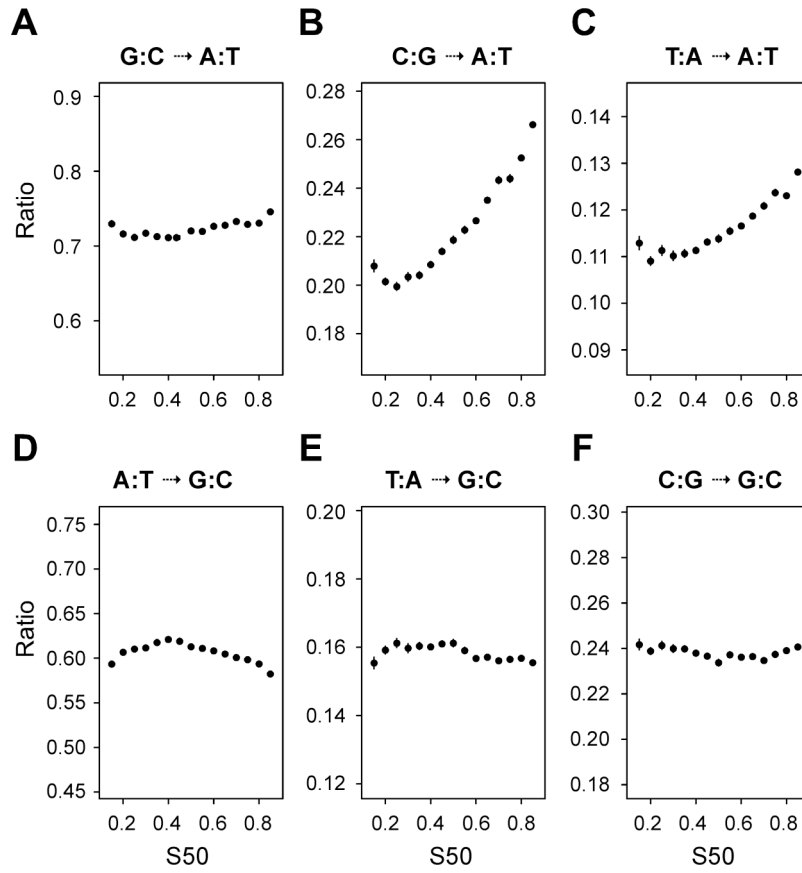 A
B
C
G:C ⇢ A:T
C:G ⇢ A:T
T:A ⇢ A:T
Ratio
0.9
0.8
0.7
0.6
0.2 0.4 0.6 0.8
0.28
0.26
0.24
0.22
0.20
0.18
0.2 0.4 0.6 0.8
0.14
0.13
0.12
0.11
0.10
0.09
0.2 0.4 0.6 0.8
D
E
F
A:T ⇢ G:C
T:A ⇢ G:C
C:G ⇢ G:C
Ratio
0.75
0.70
0.65
0.60
0.55
0.50
0.45
0.2 0.4 0.6 0.8
S50
0.20
0.18
0.16
0.14
0.12
0.2 0.4 0.6 0.8
S50
0.30
0.28
0.26
0.24
0.22
0.20
0.18
0.2 0.4 0.6 0.8
S50